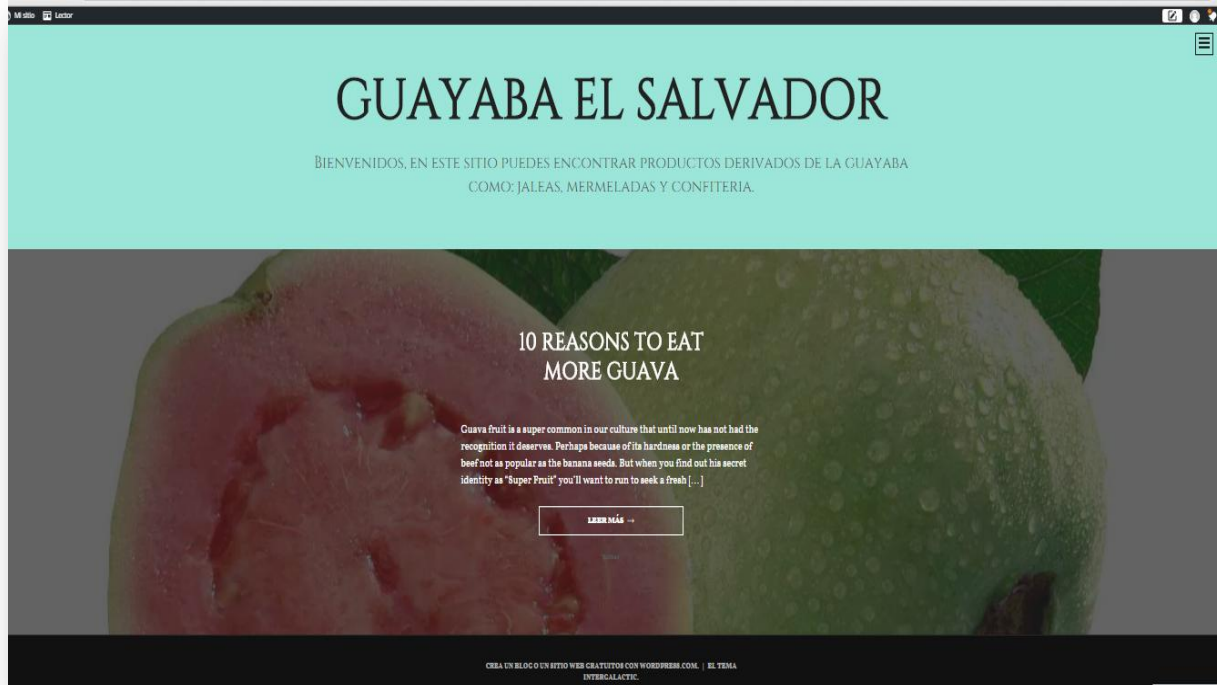 Mi sitio Lector
GUAYABA EL SALVADOR
BIENVENIDOS, EN ESTE SITIO PUEDES ENCONTRAR PRODUCTOS DERIVADOS DE LA GUAYABA
COMO: JALEAS, MERMELADAS Y CONFITERIA.
10 REASONS TO EAT
MORE GUAVA
Guava fruit is a super common in our culture that until now has not had the
recognition it deserves. Perhaps because of its hardness or the presence of
beef not as popular as the banana seeds. But when you find out his secret
identity as "Super Fruit" you'll want to run to seek a fresh [...]
LEER MÁS →
CREA UN BLOG O UN SITIO WEB GRATUITOS CON WORDPRESS.COM. | EL TEMA
INTERGALACTIC.